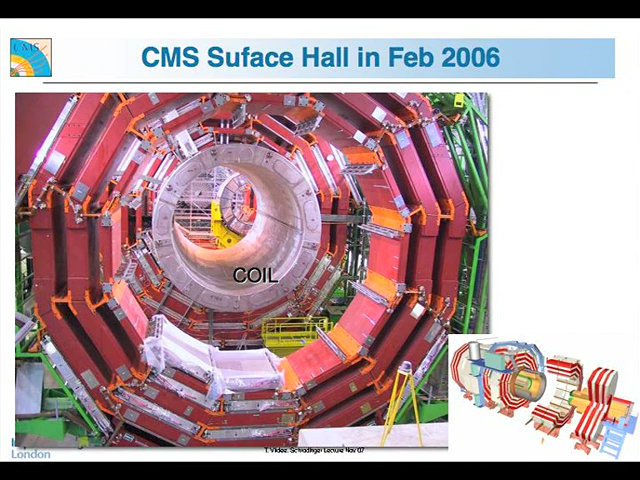 CMS
CMS Suface Hall in Feb 2006
COIL
London
T. Virdee, Schrodinger Lecture Nov 07